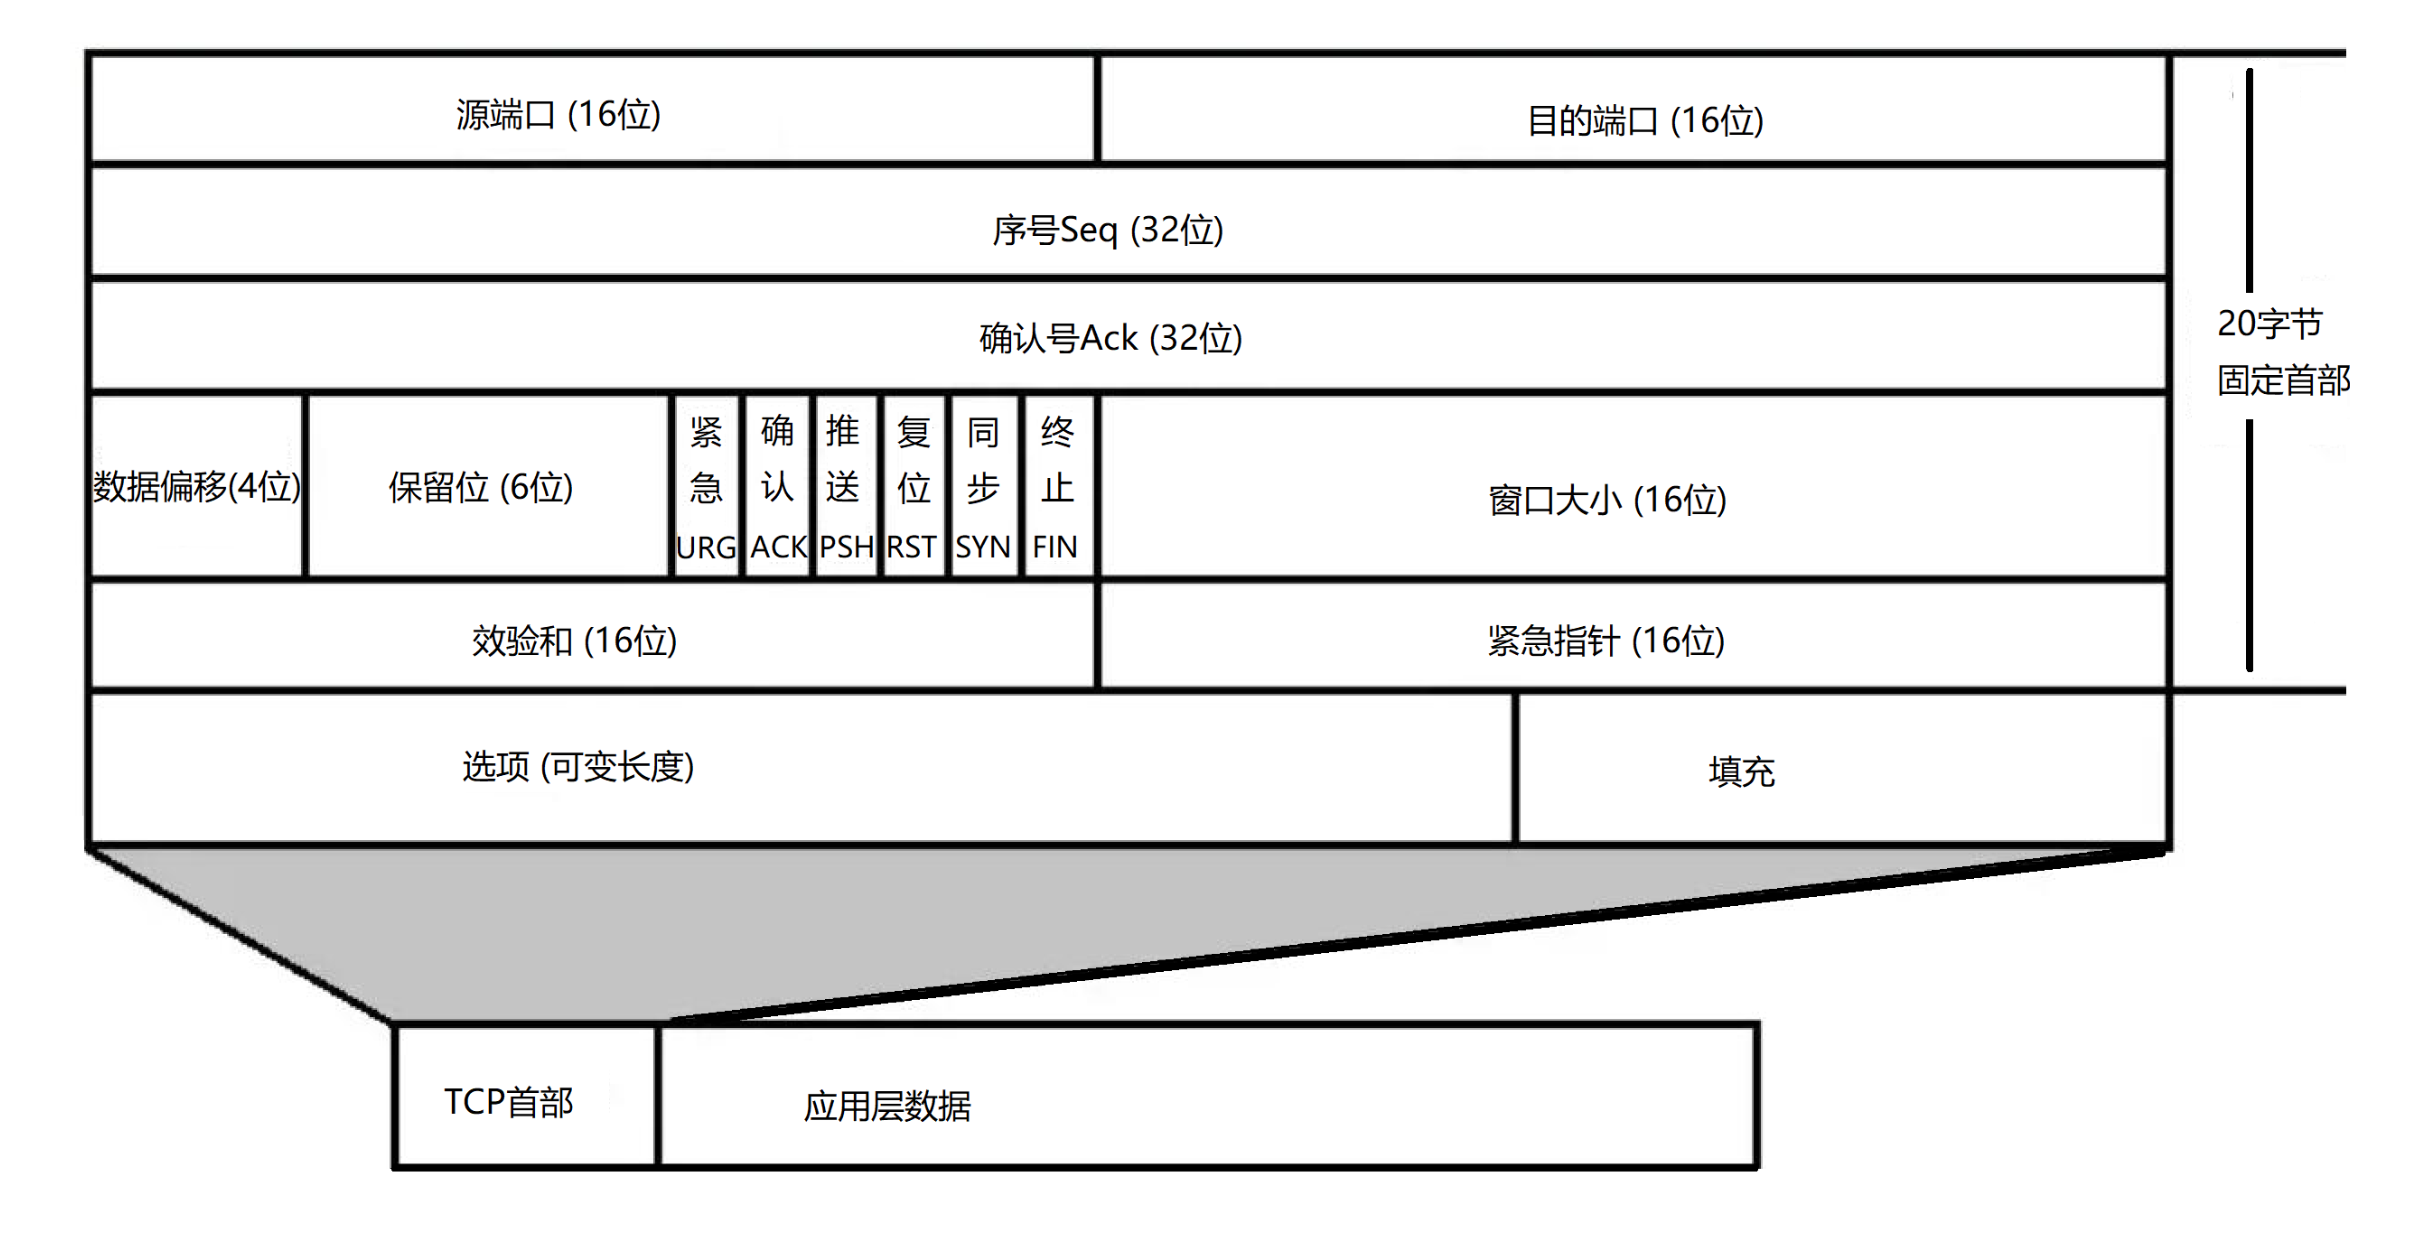 源端口 (16位)
目的端口 (16位)
序号Seq (32位)
确认号Ack (32位)
20字节
固定首部
数据偏移(4位)
保留位 (6位)
紧急
URG
确认
ACK
推送
PSH
复位
RST
同步
SYN
终止
FIN
窗口大小 (16位)
效验和 (16位)
紧急指针 (16位)
选项 (可变长度)
填充
TCP首部
应用层数据